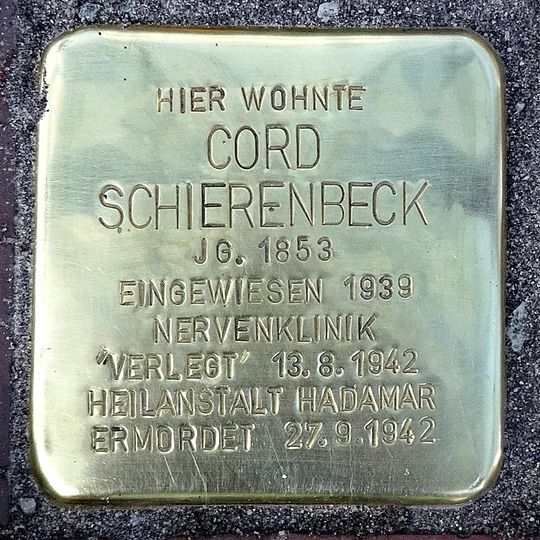 HIER WOHNTE
CORD
SCHIERENBECK
JG. 1853
EINGEWIESEN 1939
NERVENKLINIK
"VERLEGT" 13.8.1942
HEILANSTALT HADAMAR
ERMORDET 27.9.1942